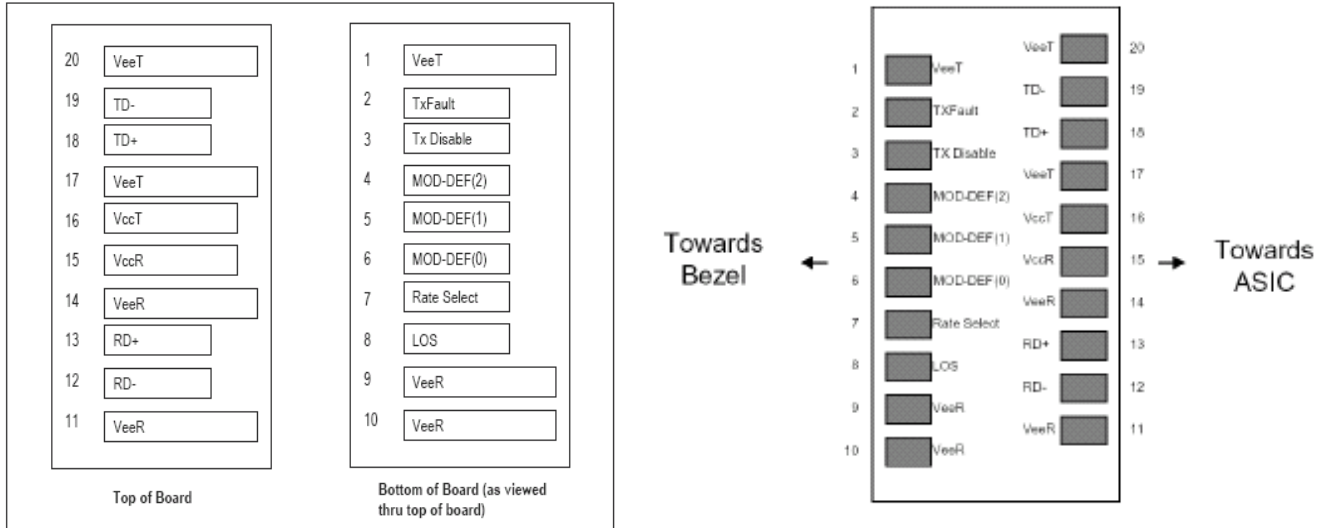 20 VeeT
19 TD-
18 TD+
17 VeeT
16 VccT
15 VccR
14 VeeR
13 RD+
12 RD-
11 VeeR
Top of Board
1 VeeT
2 TxFault
3 Tx Disable
4 MOD-DEF(2)
5 MOD-DEF(1)
6 MOD-DEF(0)
7 Rate Select
8 LOS
9 VeeR
10 VeeR
Bottom of Board (as viewed
thru top of board)
Towards
Bezel
1 VeeT
2 TXFault
3 TX Disable
4 MOD-DEF(2)
5 MOD-DEF(1)
6 MOD-DEF(0)
7 Rate Select
8 LOS
9 VeeR
10 VeeR
VeeT 20
TD- 19
TD+ 18
VeeT 17
VccT 16
VccR 15
VeeR 14
RD+ 13
RD- 12
VeeR 11
Towards
ASIC